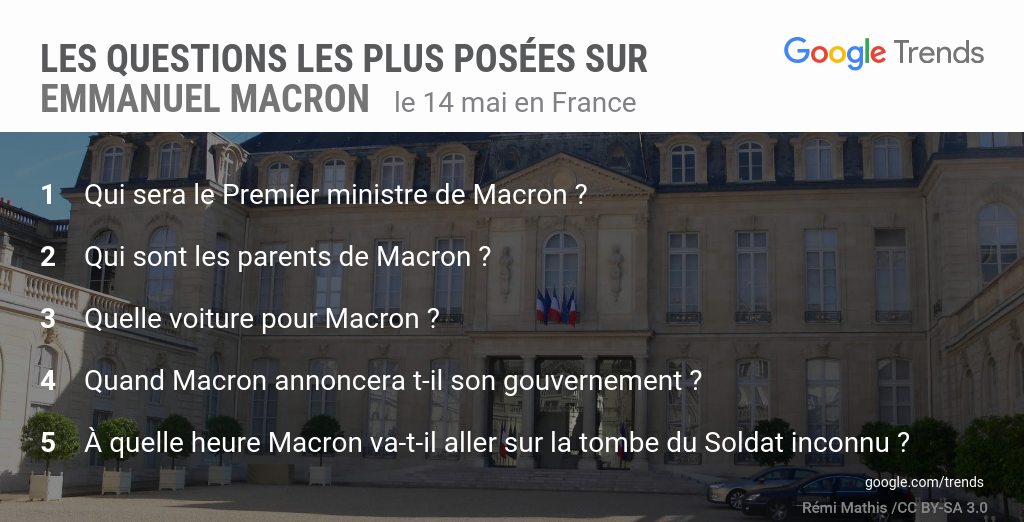 LES QUESTIONS LES PLUS POSÉES SUR
EMMANUEL MACRON le 14 mai en France
Google Trends
1 Qui sera le Premier ministre de Macron ?
2 Qui sont les parents de Macron ?
3 Quelle voiture pour Macron ?
4 Quand Macron annoncera t-il son gouvernement ?
5 À quelle heure Macron va-t-il aller sur la tombe du Soldat inconnu ?
google.com/trends
Rémi Mathis /CC BY-SA 3.0